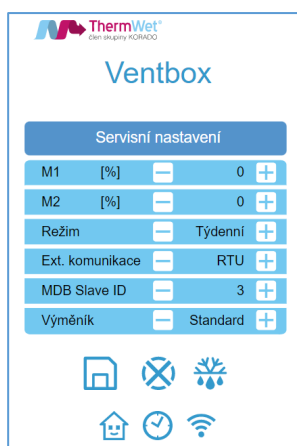 ThermWet®
člen skupiny KORADO
Ventbox
Servisní nastavení
M1 [%] − 0 +
M2 [%] − 0 +
Režim − Týdenní +
Ext. komunikace − RTU +
MDB Slave ID − 3 +
Výměník − Standard +